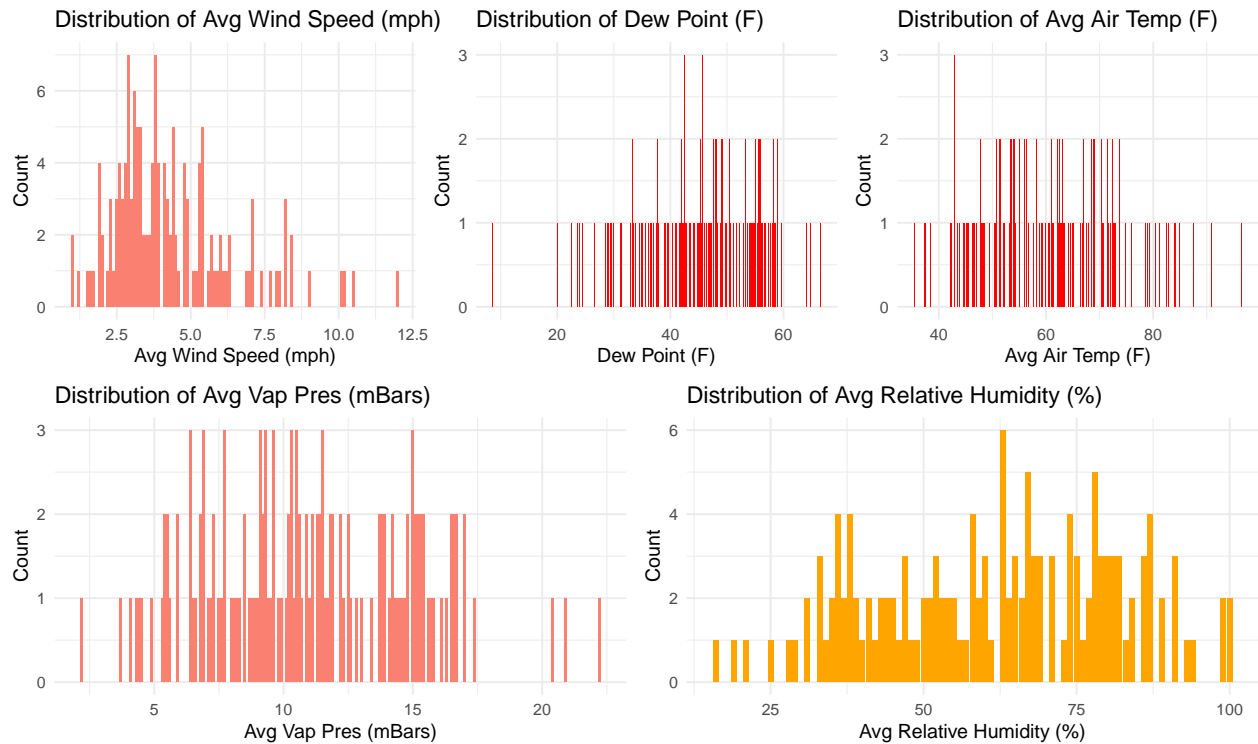 Distribution of Avg Wind Speed (mph)
Count
0
2
4
6
2.5
5.0
7.5
10.0
12.5
Avg Wind Speed (mph)
Distribution of Dew Point (F)
Count
0
1
2
3
20
40
60
Dew Point (F)
Distribution of Avg Air Temp (F)
Count
0
1
2
3
40
60
80
Avg Air Temp (F)
Distribution of Avg Vap Pres (mBars)
Count
0
1
2
3
5
10
15
20
Avg Vap Pres (mBars)
Distribution of Avg Relative Humidity (%)
Count
0
2
4
6
25
50
75
100
Avg Relative Humidity (%)